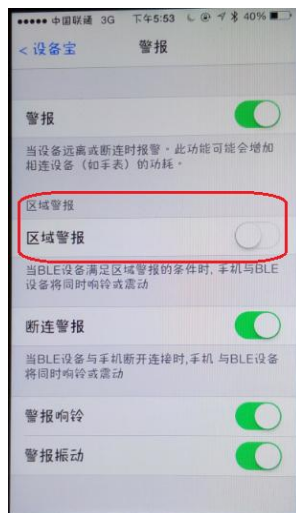 中国联通 3G 下午5:53 40%
< 设备宝 警报
警报
当设备远离或断连时报警。此功能可能会增加
相连设备（如手表）的功耗。
区域警报
区域警报
当BLE设备满足区域警报的条件时, 手机与BLE
设备将同时响铃或震动
断连警报
当BLE设备与手机断开连接时,手机 与BLE设备
将同时响铃或震动
警报响铃
警报振动